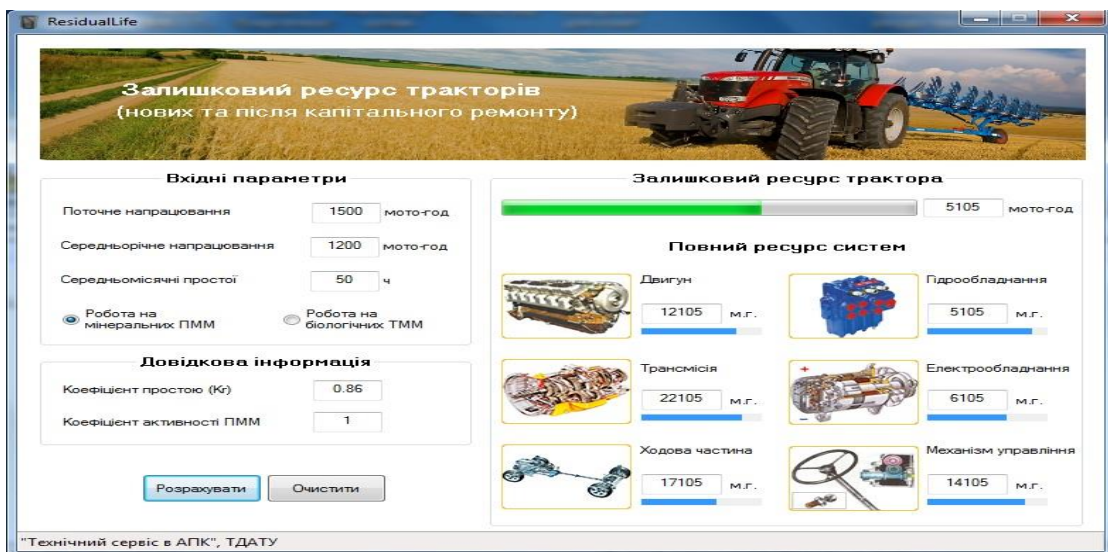 ResidualLife
Залишковий ресурс тракторів
(нових та після капітального ремонту)
Вхідні параметри
Поточне напрацювання 1500 мото-год
Середньорічне напрацювання 1200 мото-год
Середньомісячні простої 50 ч
Робота на
мінеральних ПММ
Робота на
біологічних ТММ
Довідкова інформація
Коефіцієнт простою (Кг) 0.86
Коефіцієнт активності ПММ 1
Розрахувати Очистити
Залишковий ресурс трактора
5105 мото-год
Повний ресурс систем
Двигун
12105 м.г.
Гідрообладнання
5105 м.г.
Трансмісія
22105 м.г.
Електрообладнання
6105 м.г.
Ходова частина
17105 м.г.
Механізм управління
14105 м.г.
"Технічний сервіс в АПК", ТДАТУ